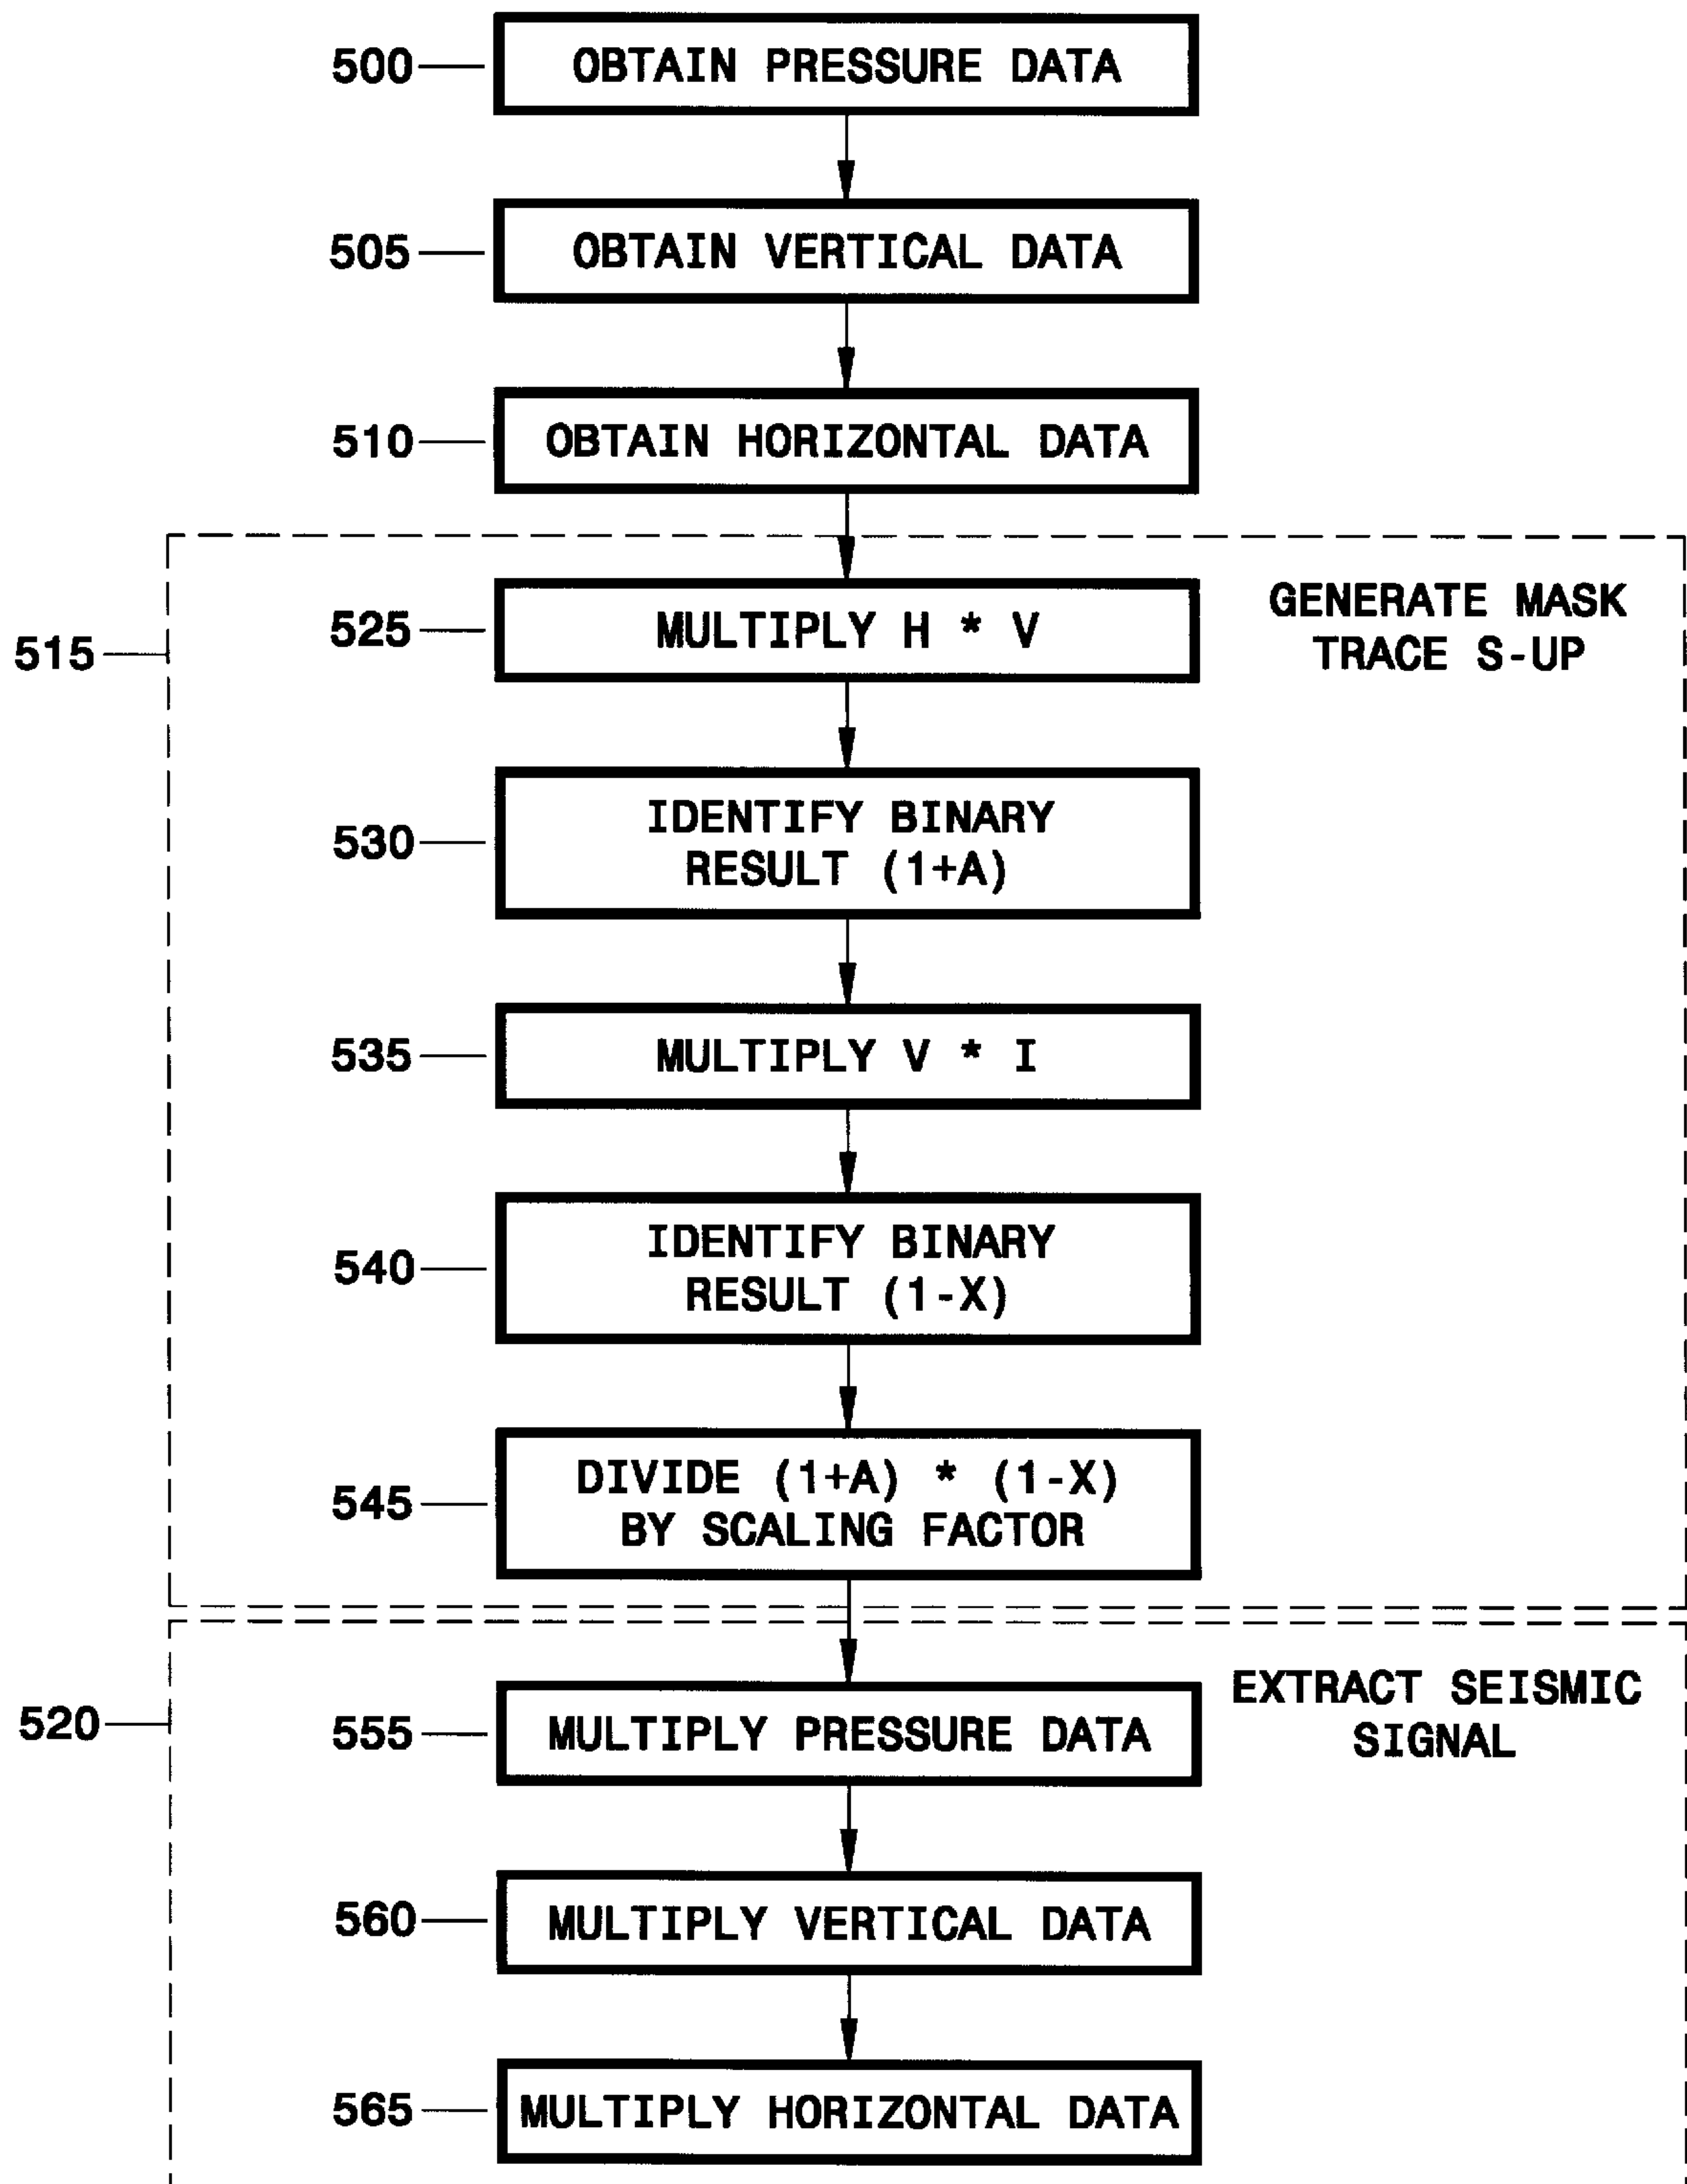 500
OBTAIN PRESSURE DATA
505
OBTAIN VERTICAL DATA
510
OBTAIN HORIZONTAL DATA
515
GENERATE MASK
TRACE S-UP
525
MULTIPLY H * V
530
IDENTIFY BINARY
RESULT (1+A)
535
MULTIPLY V * I
540
IDENTIFY BINARY
RESULT (1-X)
545
DIVIDE (1+A) * (1-X)
BY SCALING FACTOR
520
EXTRACT SEISMIC
SIGNAL
555
MULTIPLY PRESSURE DATA
560
MULTIPLY VERTICAL DATA
565
MULTIPLY HORIZONTAL DATA